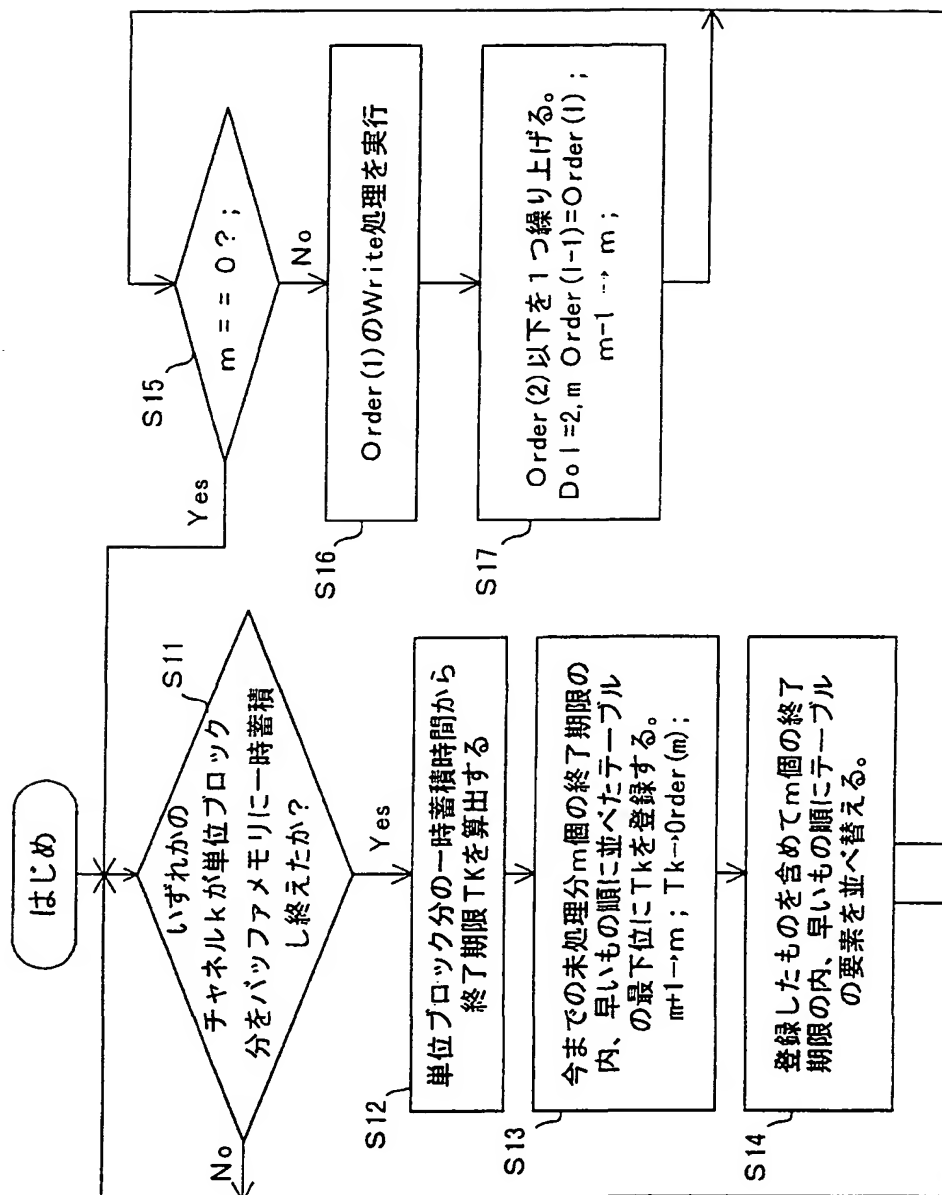 はじめ
S11
いずれかの
チャネルkが単位ブロック
分をバッファメモリに一時蓄積
し終えたか?
No
Yes
S12
単位ブロック分の一時蓄積時間から
終了期限TKを算出する
S13
今までの未処理分m個の終了期限の
内、早いもの順に並べたテーブル
の最下位にTkを登録する。
m+1→m; Tk→Order(m);
S14
登録したものを含めてm個の終了
期限の内、早いもの順にテーブル
の要素を並べ替える。
S15
m==0?;
Yes
No
S16
Order(1)のWrite処理を実行
S17
Order(2)以下を1つ繰り上げる。
Do l=2,m Order(l-1)=Order(l);
m-1→m;